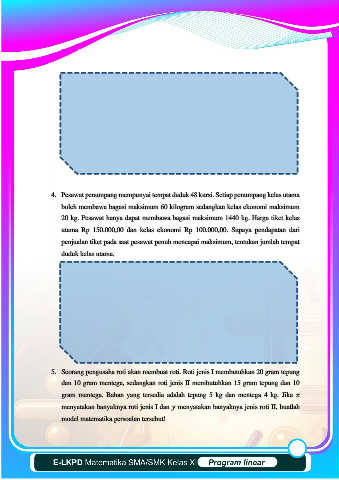 4. Pesawat penumpang mempunyai tempat duduk 48 kursi. Setiap penumpang kelas utama
boleh membawa bagasi maksimum 60 kilogram sedangkan kelas ekonomi maksimum
20 kg. Pesawat hanya dapat membawa bagasi maksimum 1440 kg. Harga tiket kelas
utama Rp 150.000,00 dan kelas ekonomi Rp 100.000,00. Supaya pendapatan dari
penjualan tiket pada saat pesawat penuh mencapai maksimum, tentukan jumlah tempat
duduk kelas utama.
5. Seorang pengusaha roti akan membuat roti. Roti jenis I membutuhkan 20 gram tepung
dan 10 gram mentega, sedangkan roti jenis II membutuhkan 15 gram tepung dan 10
gram mentega. Bahan yang tersedia adalah tepung 5 kg dan mentega 4 kg. Jika x
menyatakan banyaknya roti jenis I dan y menyatakan banyaknya jenis roti II, buatlah
model matematika persoalan tersebut!
E-LKPD Matematika SMA/SMK Kelas X Program linear